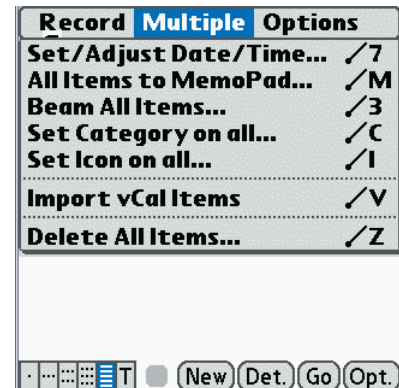 Record Multiple Options
Set/Adjust Date/Time... /7
All Items to MemoPad... /M
Beam All Items... /3
Set Category on all... /C
Set Icon on all... /I
Import vCal Items /V
Delete All Items... /Z
T New Det. Go Opt.